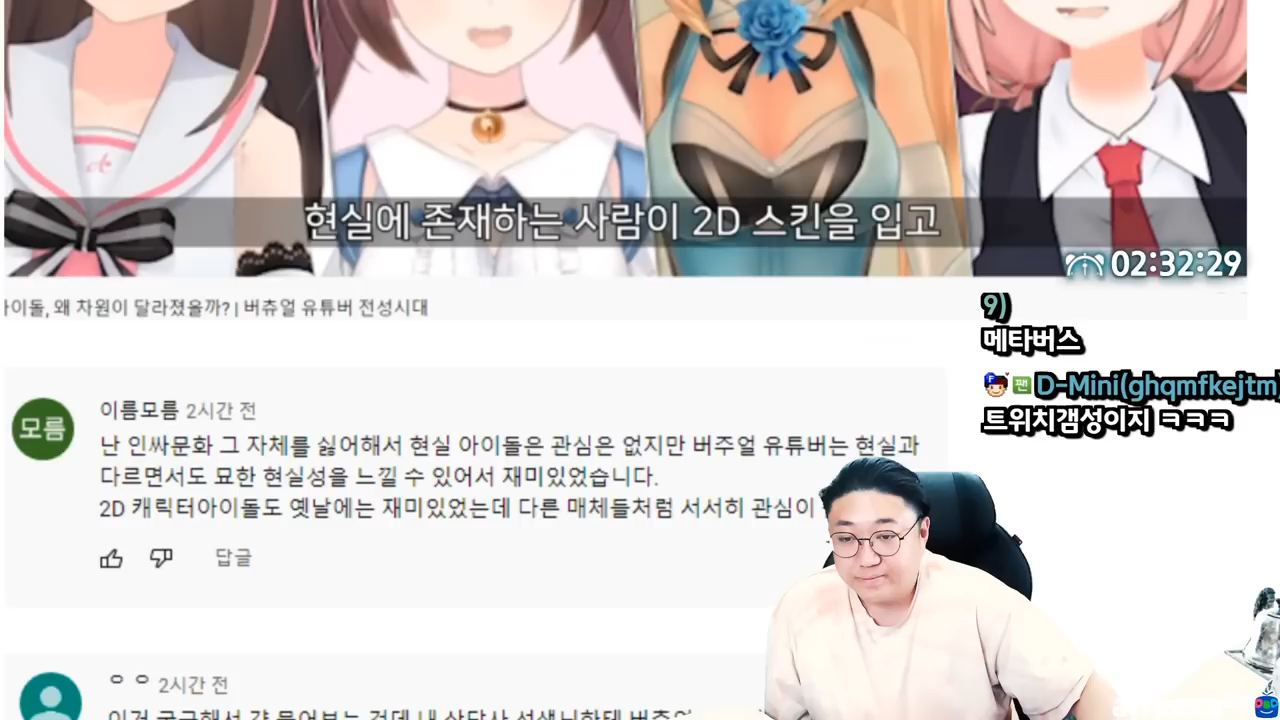 현실에 존재하는 사람이 2D 스킨을 입고
02:32:29
아이돌, 왜 차원이 달라졌을까? | 버츄얼 유튜버 전성시대
9)
메타버스
팬 D-Mini(ghqmfkejtm)
트위치갬성이지 ㅋㅋㅋ
모름
이름모름 2시간 전
난 인싸문화 그 자체를 싫어해서 현실 아이돌은 관심은 없지만 버주얼 유튜버는 현실과
다르면서도 묘한 현실성을 느낄 수 있어서 재미있었습니다.
2D 캐릭터아이돌도 옛날에는 재미있었는데 다른 매체들처럼 서서히 관심이
답글
ㅇㅇ 2시간 전